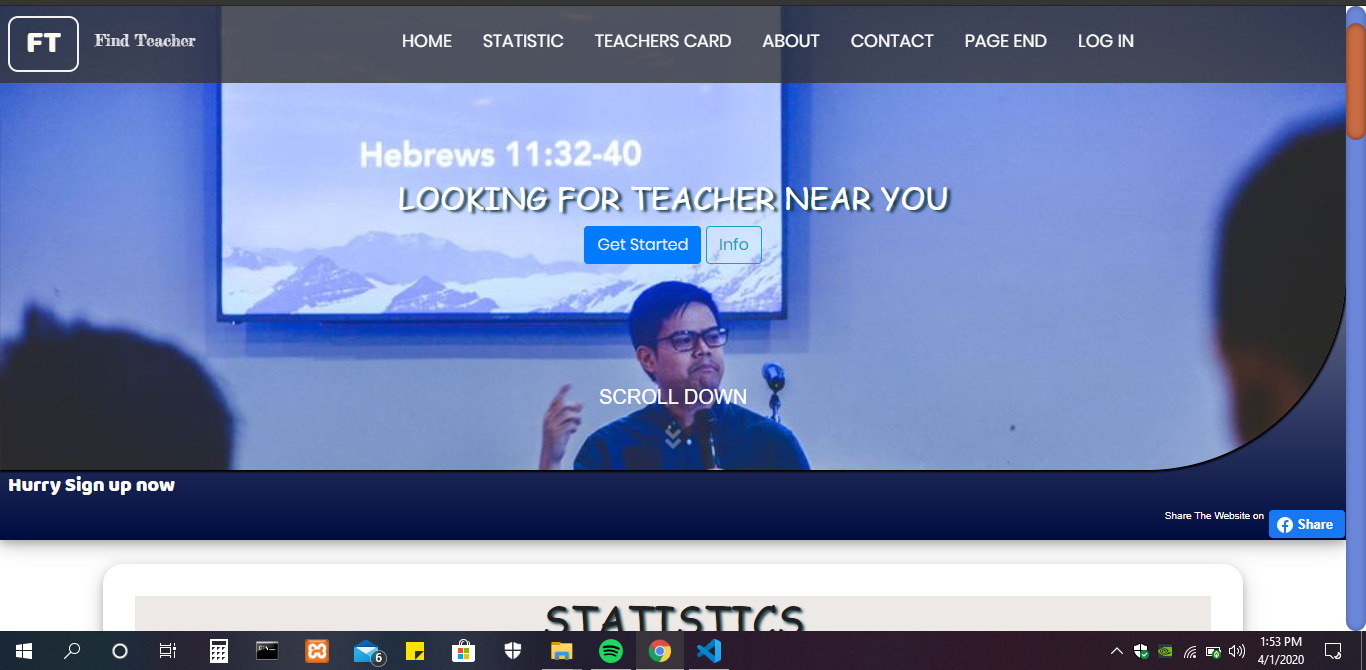 FT Find Teacher HOME STATISTIC TEACHERS CARD ABOUT CONTACT PAGE END LOG IN
Hebrews 11:32-40
LOOKING FOR TEACHER NEAR YOU
Get Started Info
SCROLL DOWN
Hurry Sign up now
Share The Website on Share
STATISTICS
6
1:53 PM
4/1/2020